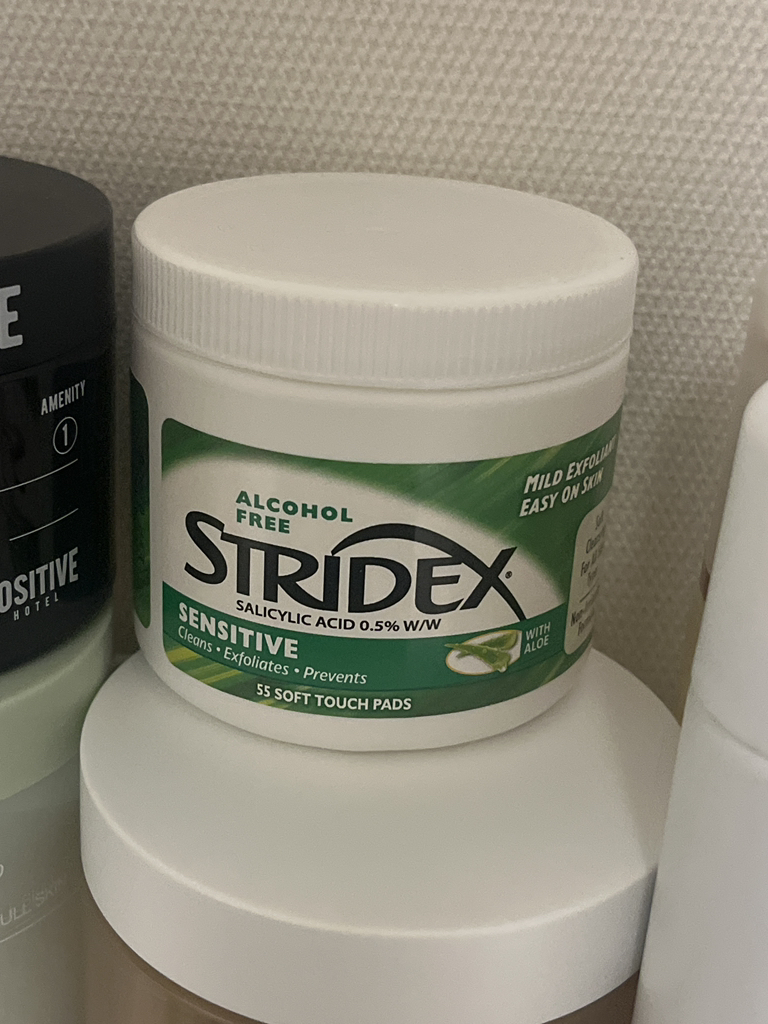 E
AMENITY
1
OSITIVE
HOTEL
MILD EXFOLIANT
EASY ON SKIN
ALCOHOL
FREE
STRIDEX®
SALICYLIC ACID 0.5% W/W
SENSITIVE
Cleans • Exfoliates • Prevents
WITH
ALOE
55 SOFT TOUCH PADS